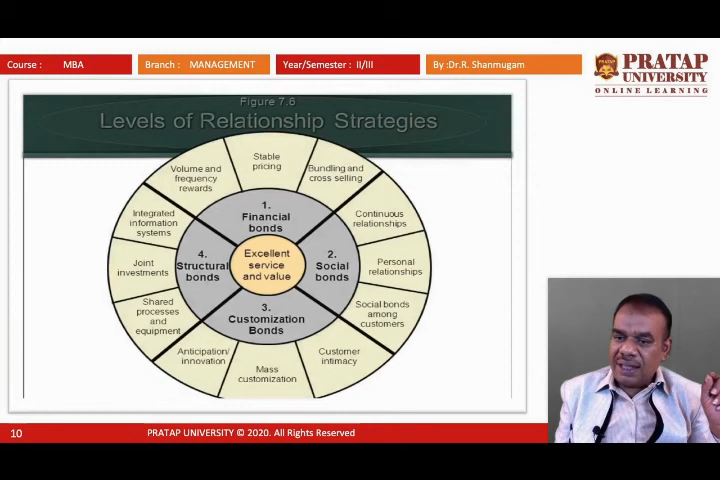 Course : MBA
Branch : MANAGEMENT
Year/Semester : II/III
By :Dr.R. Shanmugam
PRATAP
PRATAP
UNIVERSITY
ONLINE LEARNING
Figure 7.6
Levels of Relationship Strategies
Stable
pricing
Volume and
frequency
rewards
Bundling and
cross selling
Integrated
information
systems
1.
Financial
bonds
Continuous
relationships
Joint
investments
4.
Structural
bonds
Excellent
service
and value
2.
Social
bonds
Personal
relationships
Shared
processes
and
equipment
3.
Customization
Bonds
Social bonds
among
customers
Anticipation/
innovation
Mass
customization
Customer
intimacy
10
PRATAP UNIVERSITY © 2020. All Rights Reserved